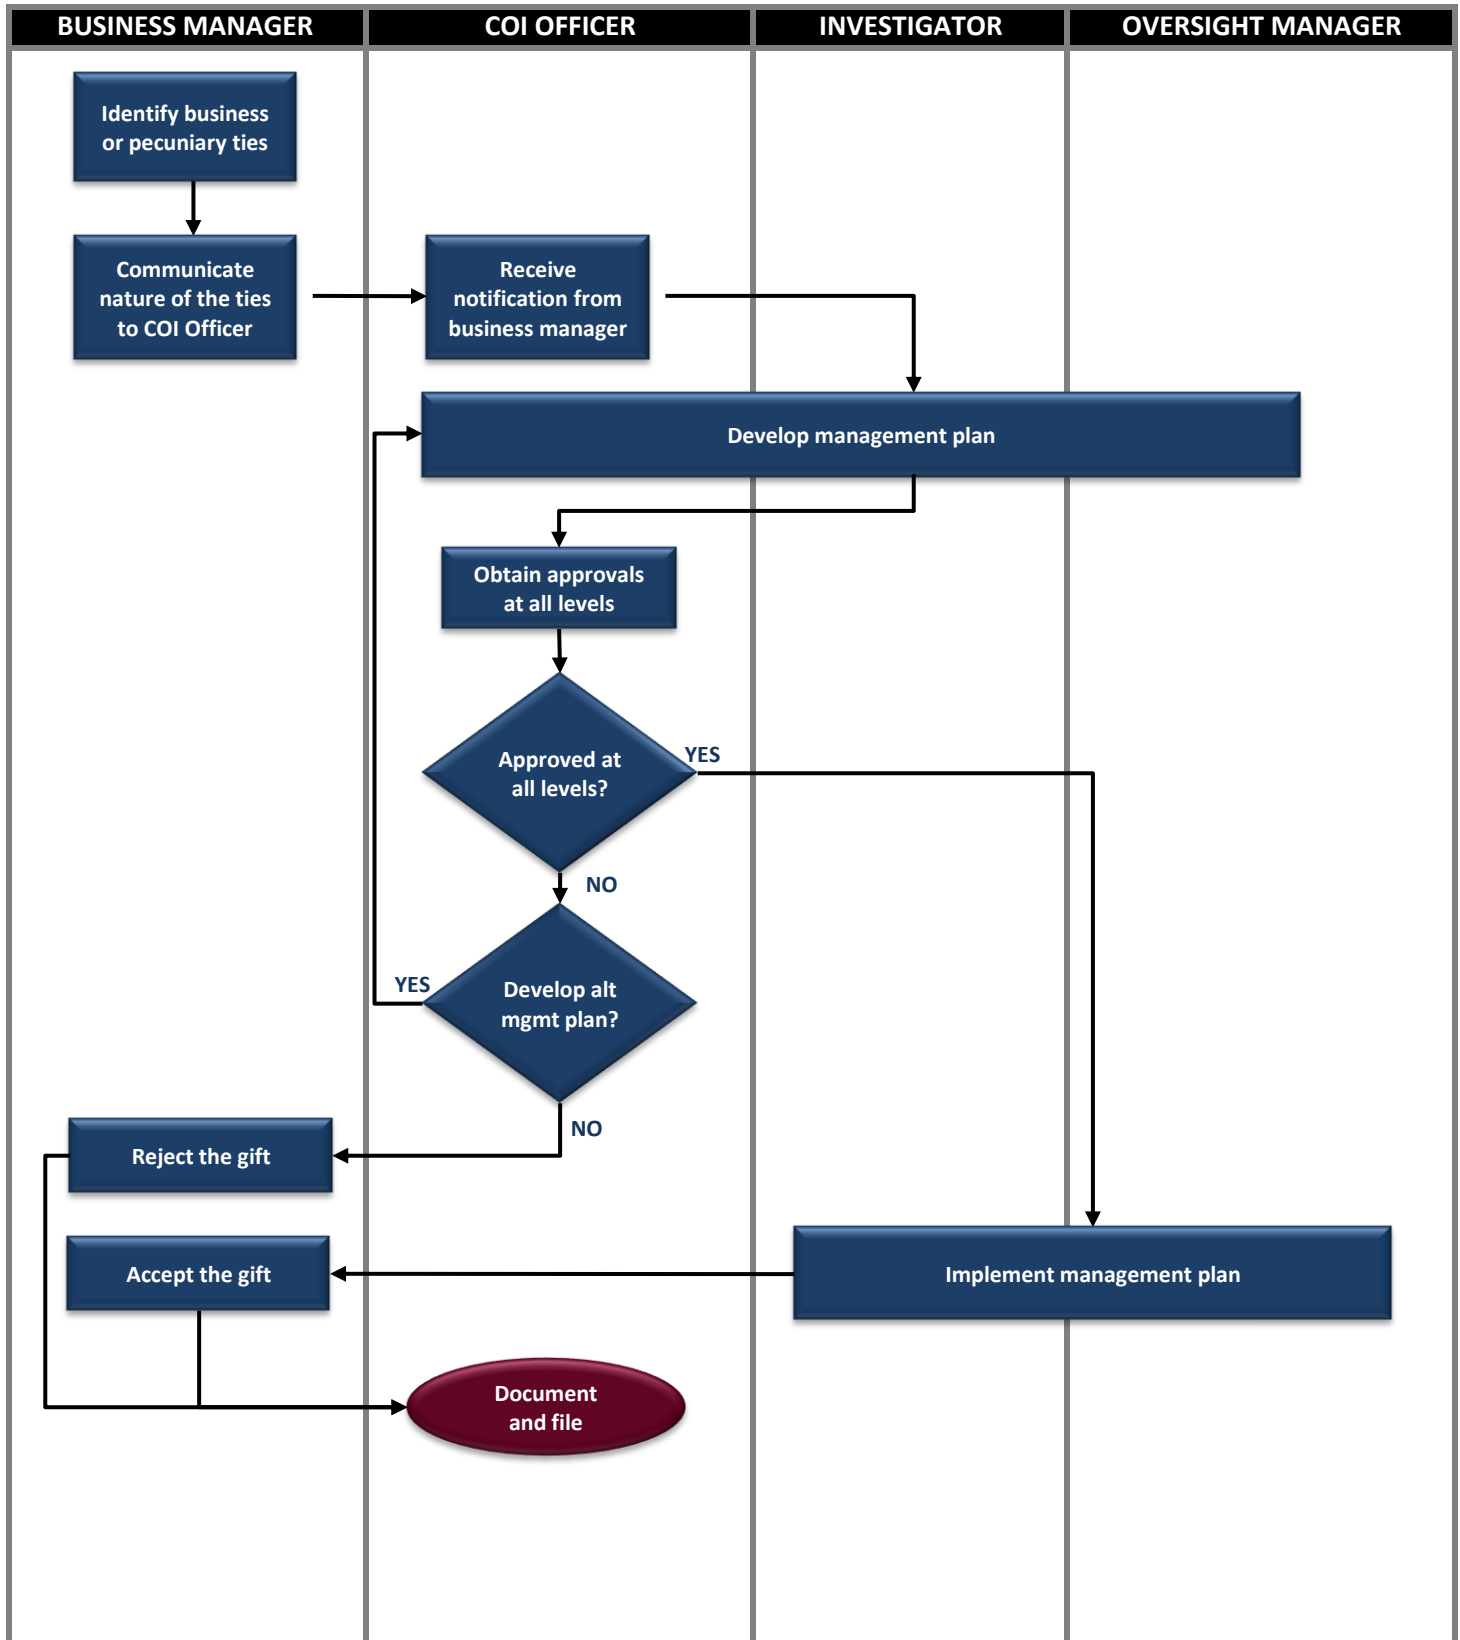 BUSINESS MANAGER
COI OFFICER
INVESTIGATOR
OVERSIGHT MANAGER
Identify business
or pecuniary ties
Communicate
nature of the ties
to COI Officer
Receive
notification from
business manager
Develop management plan
Obtain approvals
at all levels
Approved at
all levels?
YES
NO
Develop alt
mgmt plan?
YES
NO
Reject the gift
Accept the gift
Implement management plan
Document
and file